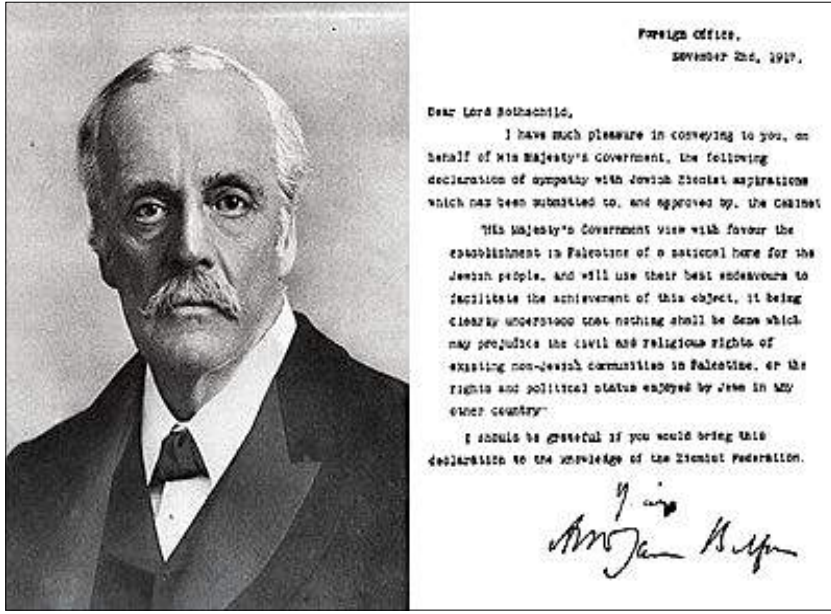 Foreign Office,
November 2nd, 1917.
Dear Lord Rothschild,
I have much pleasure in conveying to you, on
behalf of His Majesty's Government, the following
declaration of sympathy with Jewish Zionist aspirations
which has been submitted to, and approved by, the Cabinet
"His Majesty's Government view with favour the
establishment in Palestine of a national home for the
Jewish people, and will use their best endeavours to
facilitate the achievement of this object, it being
clearly understood that nothing shall be done which
may prejudice the civil and religious rights of
existing non-Jewish communities in Palestine, or the
rights and political status enjoyed by Jews in any
other country"
I should be grateful if you would bring this
declaration to the knowledge of the Zionist Federation.